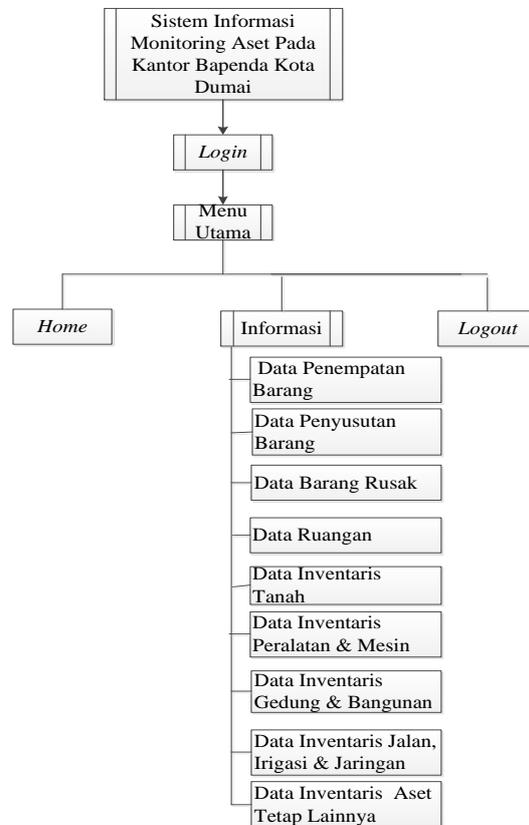 Sistem Informasi
Monitoring Aset Pada
Kantor Bapenda Kota
Dumai
Login
Menu
Utama
Home
Informasi
Logout
Data Penempatan
Barang
Data Penyusutan
Barang
Data Barang Rusak
Data Ruangan
Data Inventaris
Tanah
Data Inventaris
Peralatan & Mesin
Data Inventaris
Gedung & Bangunan
Data Inventaris Jalan,
Irigasi & Jaringan
Data Inventaris Aset
Tetap Lainnya